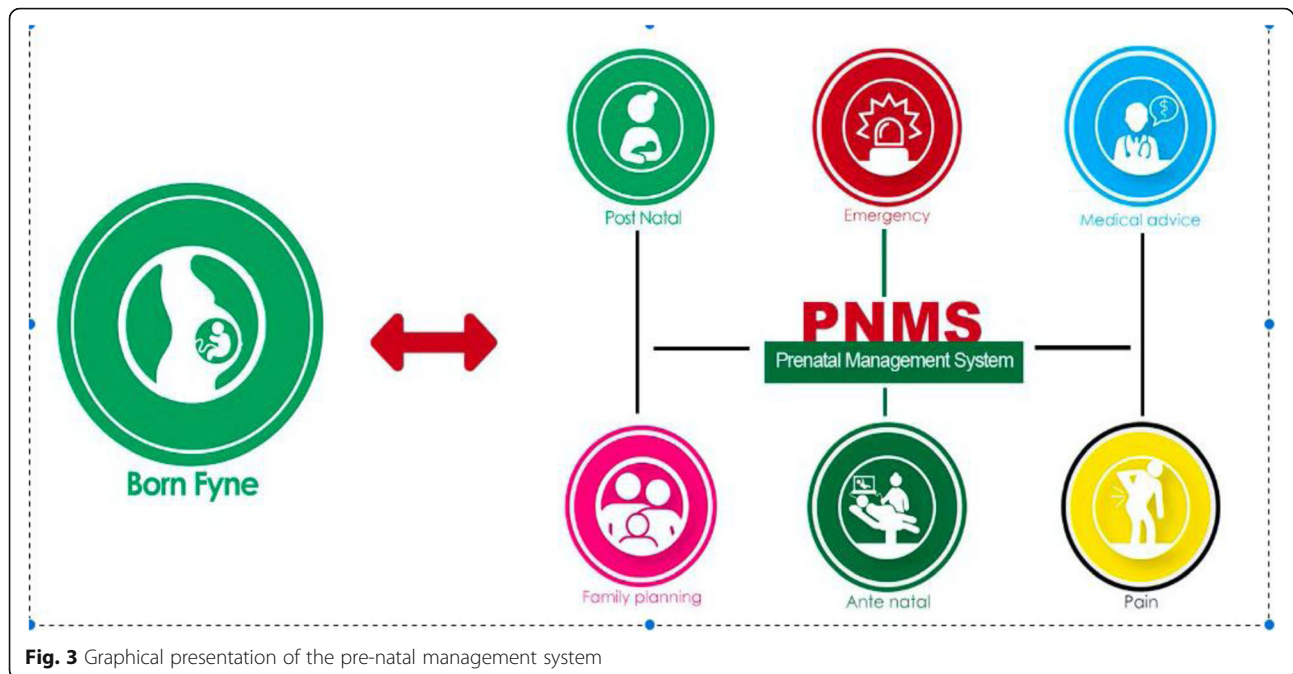 Post Natal
Emergency
Medical advice
PNMS
Prenatal Management System
Born Fyne
Family planning
Ante natal
Pain
Fig. 3 Graphical presentation of the pre-natal management system